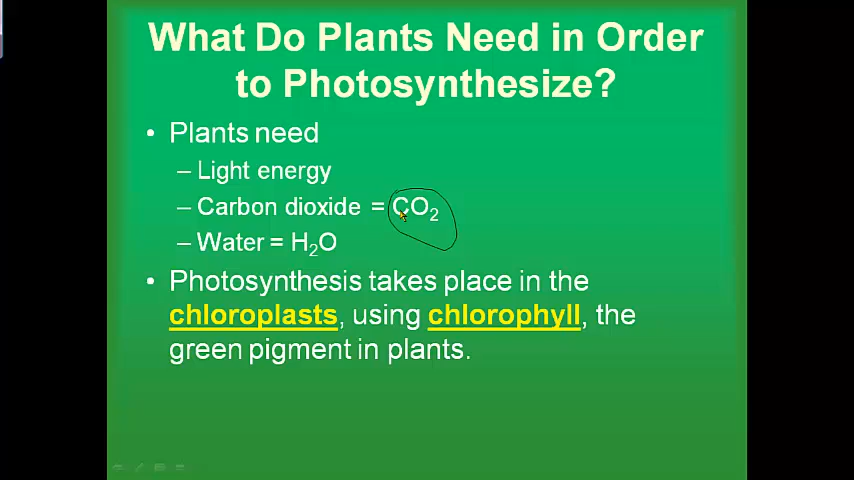 What Do Plants Need in Order
to Photosynthesize?
• Plants need
– Light energy
– Carbon dioxide = CO₂
– Water = H₂O
• Photosynthesis takes place in the
chloroplasts, using chlorophyll, the
green pigment in plants.